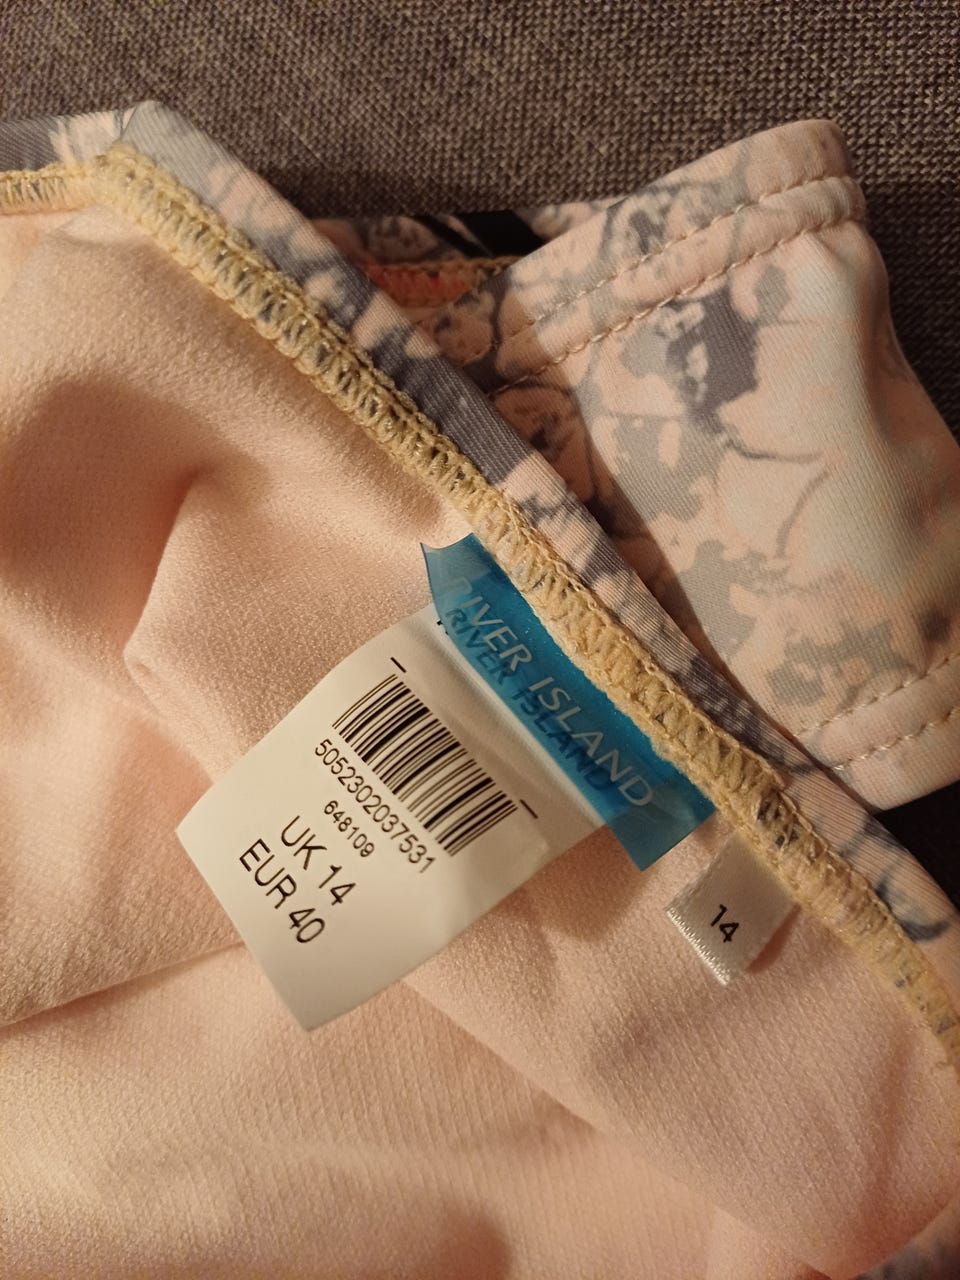 RIVER ISLAND
RIVER ISLAND
5052302037531
648109
UK 14
EUR 40
14